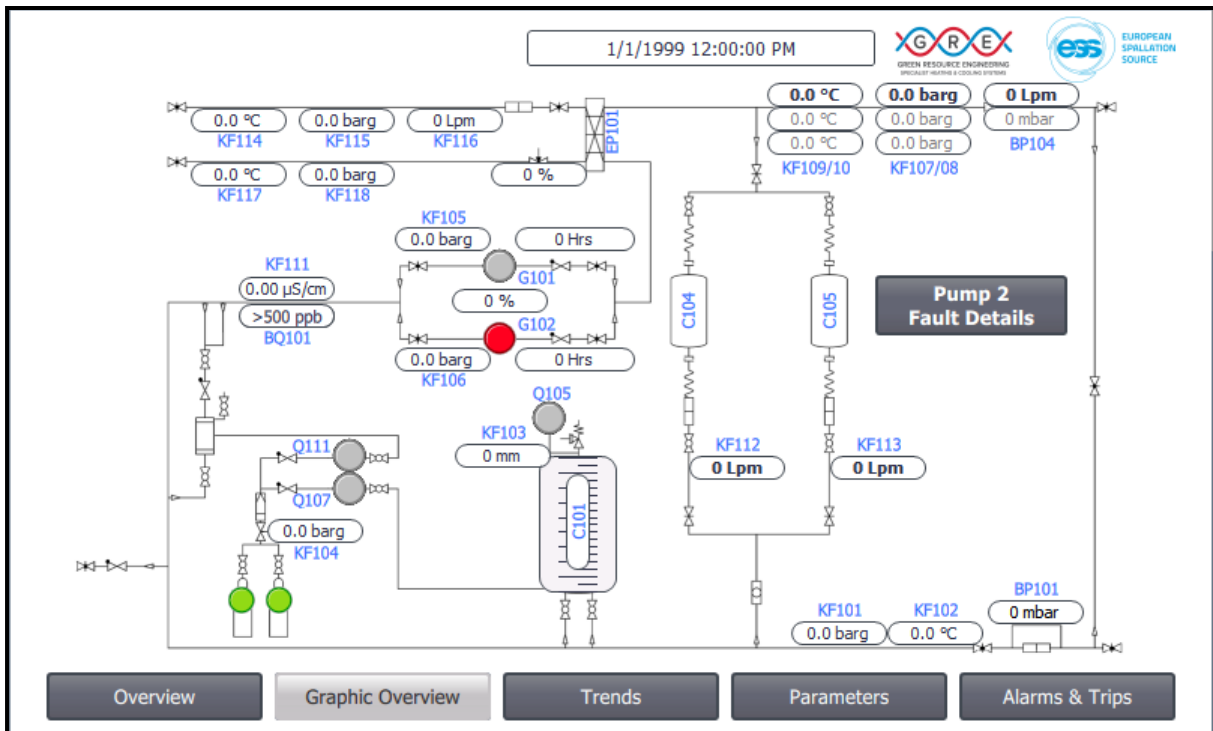 1/1/1999 12:00:00 PM
GREX
GREEN RESOURCE ENGINEERING
SPECIALIST HEATING & COOLING SYSTEMS
ess
EUROPEAN
SPALLATION
SOURCE
0.0 °C 0.0 barg 0 Lpm
KF114 KF115 KF116
EP101
0.0 °C 0.0 barg 0 Lpm
0.0 °C 0.0 barg 0 mbar
0.0 °C 0.0 barg BP104
KF109/10 KF107/08
0.0 °C 0.0 barg 0 %
KF117 KF118
KF105
0.0 barg 0 Hrs
G101
KF111
0.00 µS/cm
0 %
>500 ppb
BQ101
G102
0.0 barg 0 Hrs
KF106
C104
C105
Pump 2
Fault Details
Q105
KF103
0 mm
Q111
Q107
0.0 barg
KF104
C101
KF112 KF113
0 Lpm 0 Lpm
BP101
0 mbar
KF101 KF102
0.0 barg 0.0 °C
Overview Graphic Overview Trends Parameters Alarms & Trips